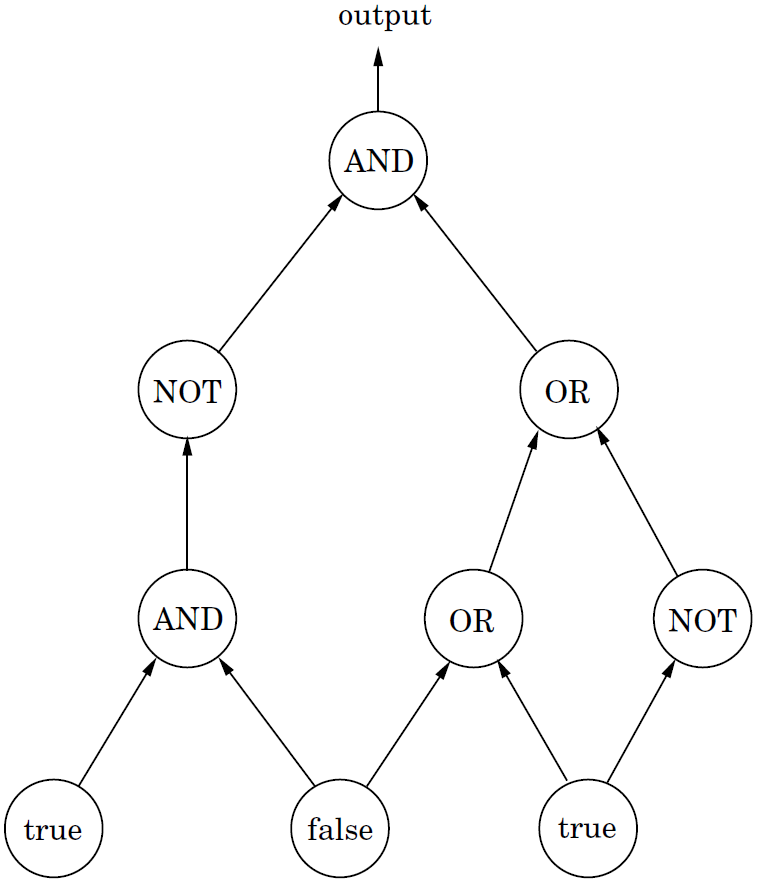 output
AND
NOT OR
AND OR NOT
true false true